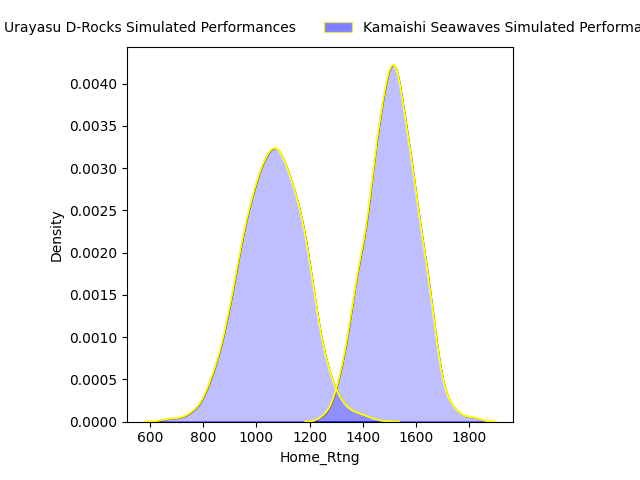 Urayasu D-Rocks Simulated Performances
Kamaishi Seawaves Simulated Performa
0.0040
0.0035
0.0030
0.0025
0.0020
0.0015
0.0010
0.0005
0.0000
Density
600 800 1000 1200 1400 1600 1800
Home_Rtng